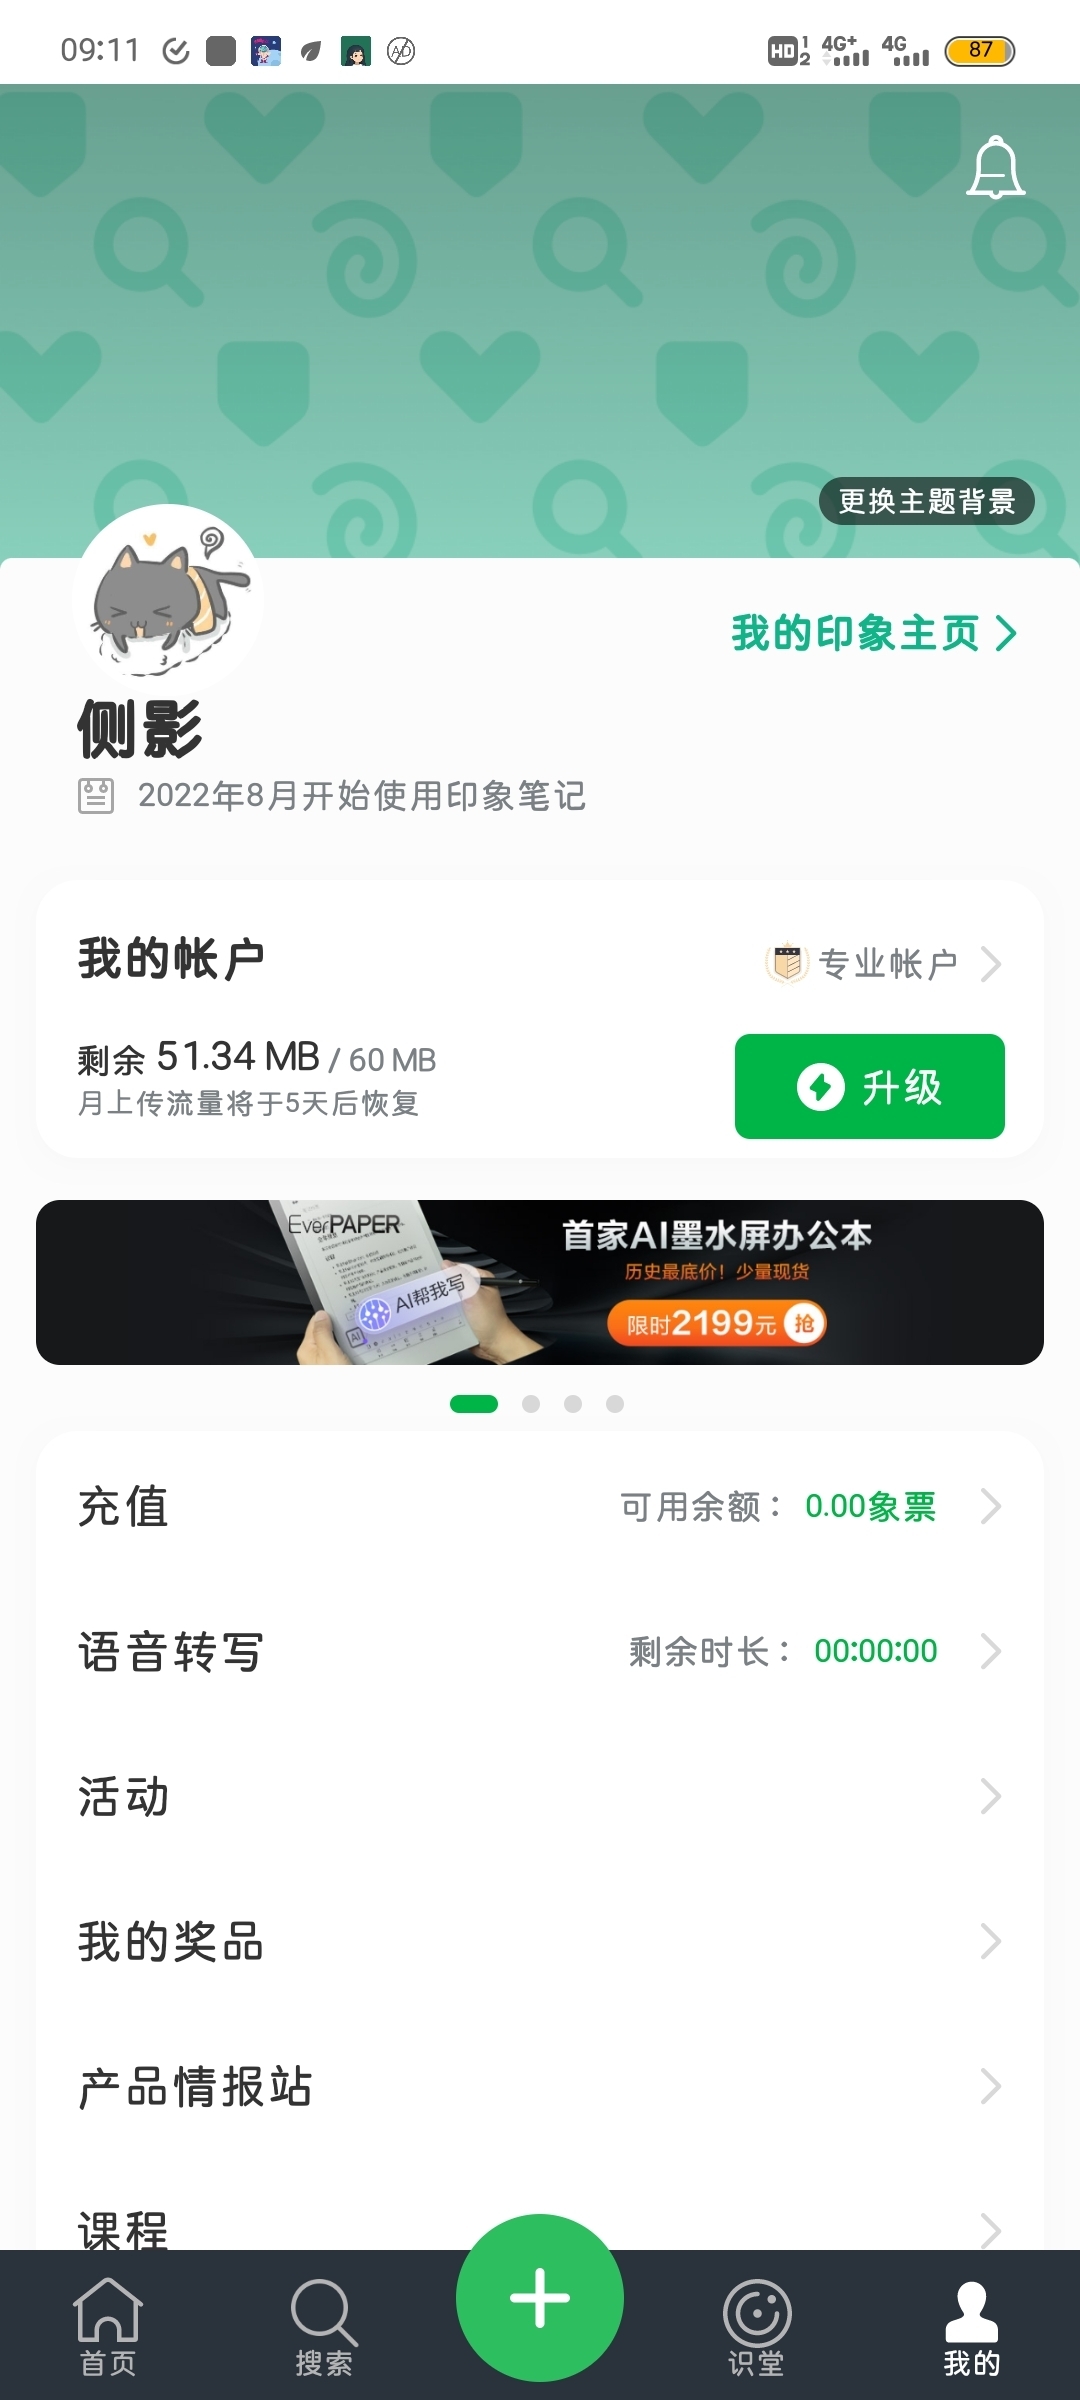 09:11
HD 1 2 4G+ 4G 87
更换主题背景
我的印象主页
侧影
2022年8月开始使用印象笔记
我的帐户
专业帐户
剩余 51.34 MB / 60 MB
月上传流量将于5天后恢复
升级
EverPAPER
首家AI墨水屏办公本
历史最底价！少量现货
AI帮我写
限时2199元 抢
充值
可用余额： 0.00象票
语音转写
剩余时长： 00:00:00
活动
我的奖品
产品情报站
课程
首页
搜索
识堂
我的